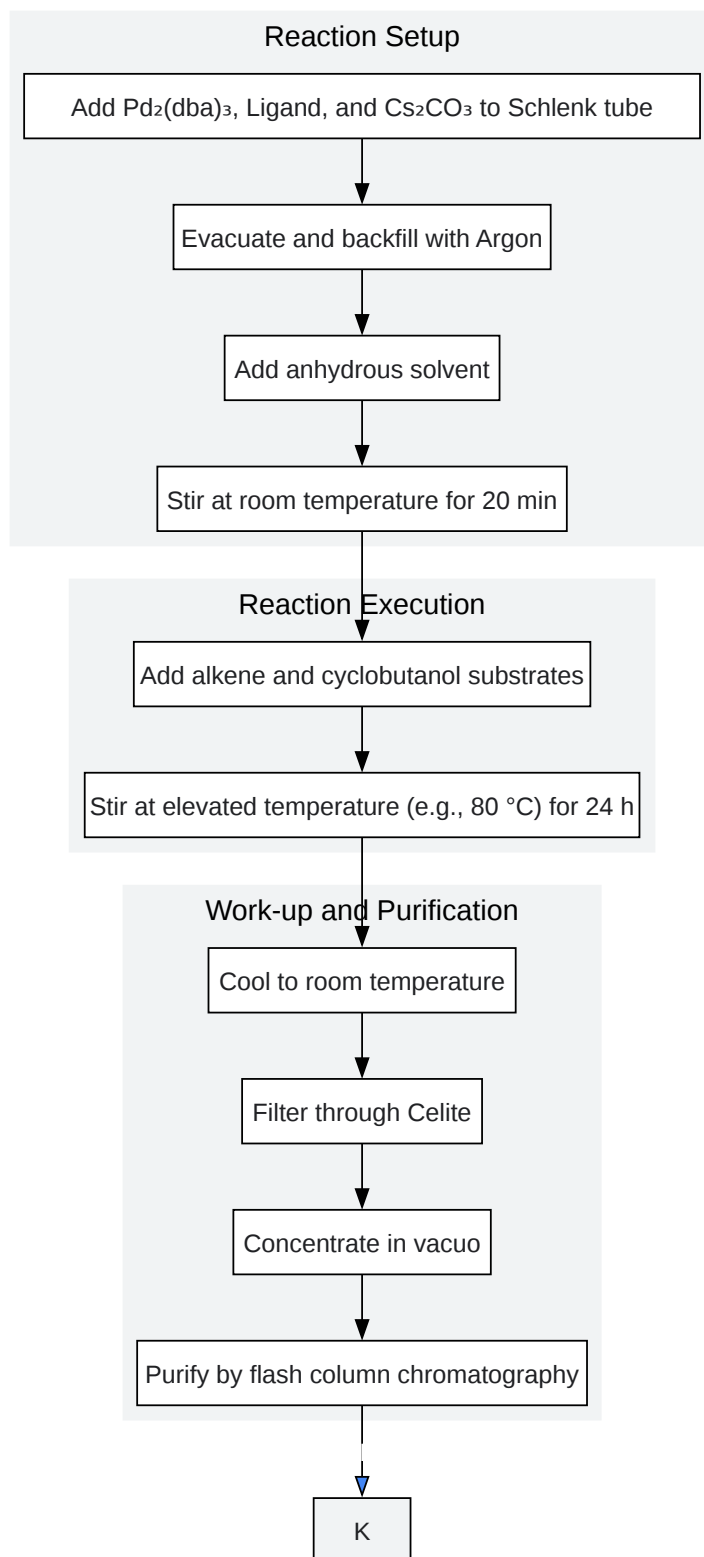 Reaction Setup
Add Pd₂(dba)₃, Ligand, and Cs₂CO₃ to Schlenk tube
Evacuate and backfill with Argon
Add anhydrous solvent
Stir at room temperature for 20 min
Reaction Execution
Add alkene and cyclobutanol substrates
Stir at elevated temperature (e.g., 80 °C) for 24 h
Work-up and Purification
Cool to room temperature
Filter through Celite
Concentrate in vacuo
Purify by flash column chromatography
K